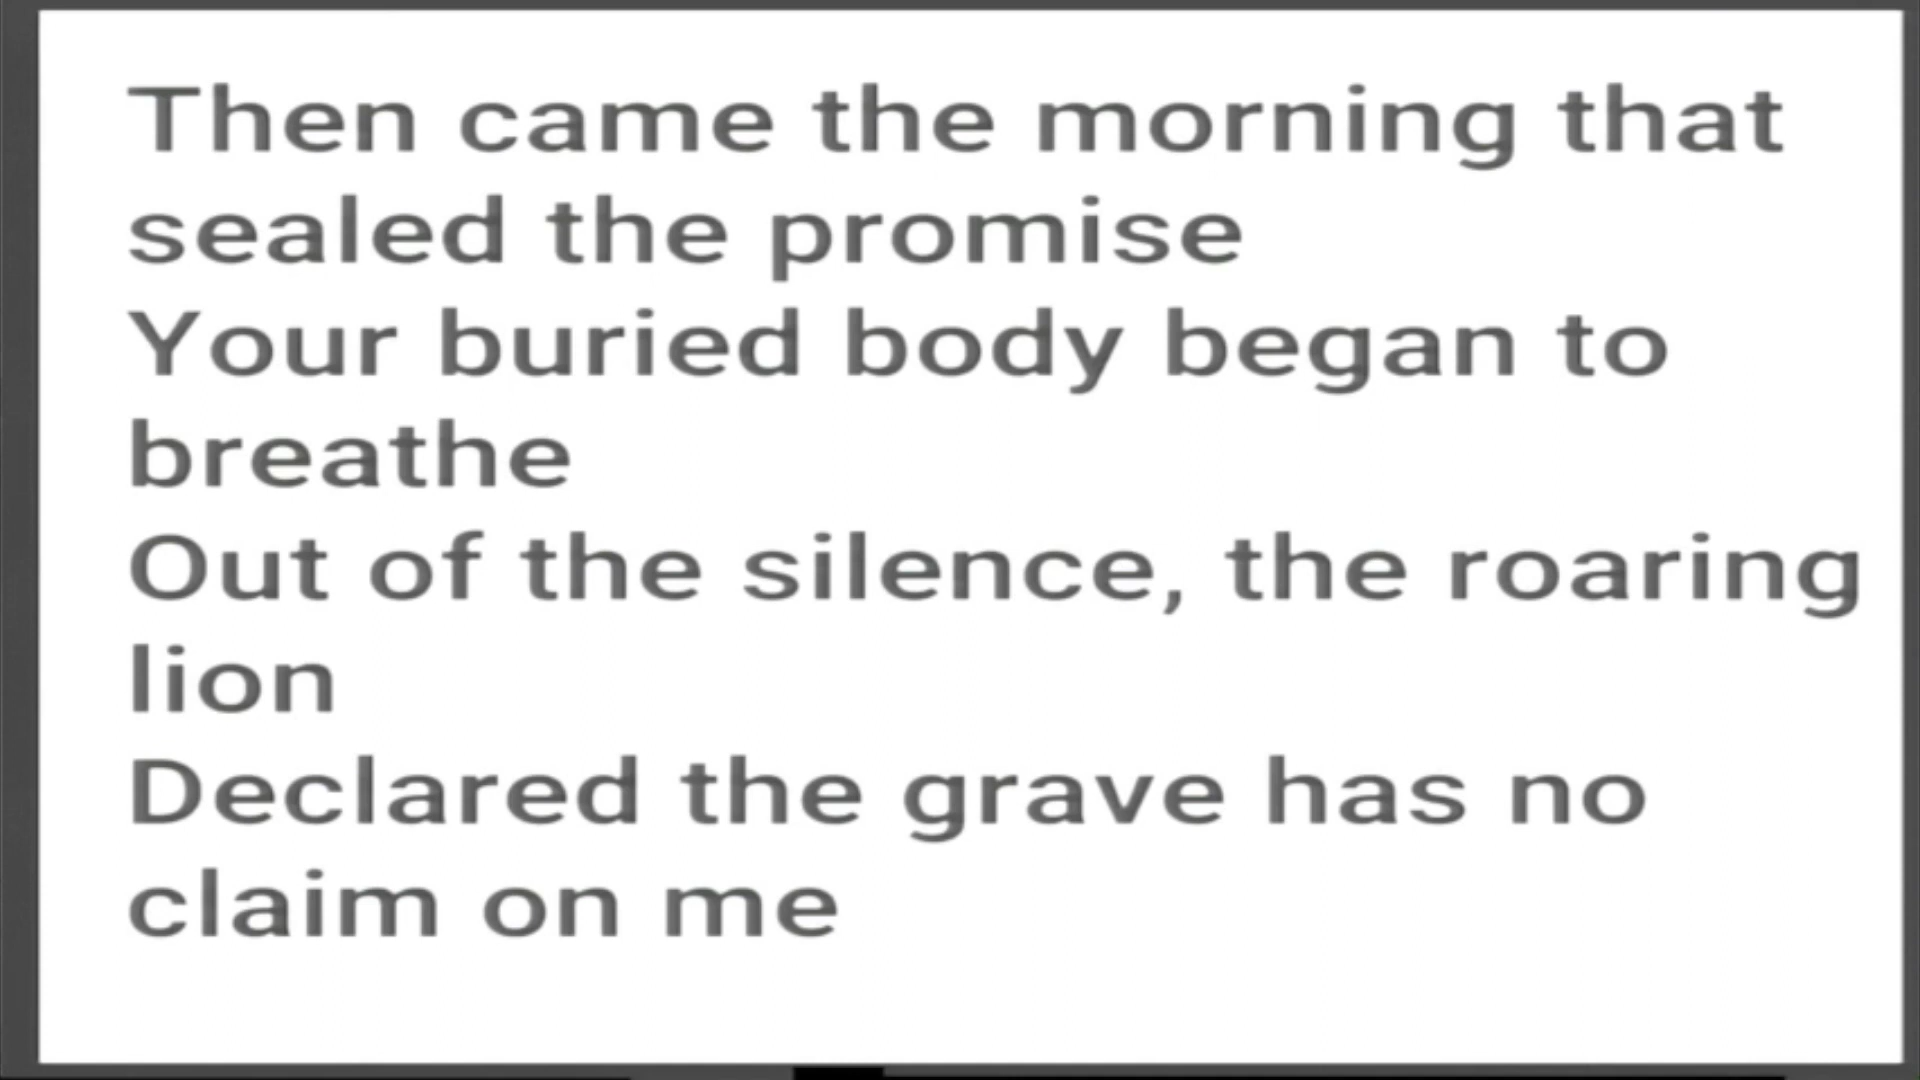 Then came the morning that
sealed the promise
Your buried body began to
breathe
Out of the silence, the roaring
lion
Declared the grave has no
claim on me